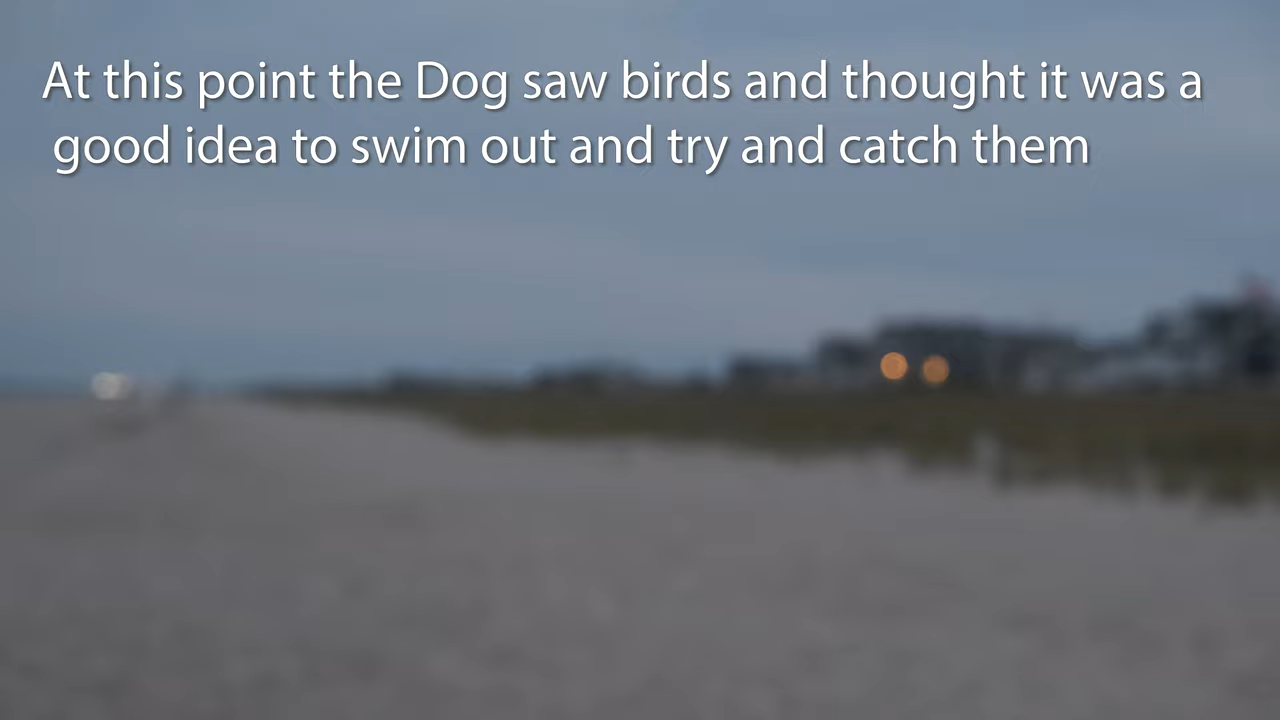 At this point the Dog saw birds and thought it was a
good idea to swim out and try and catch them